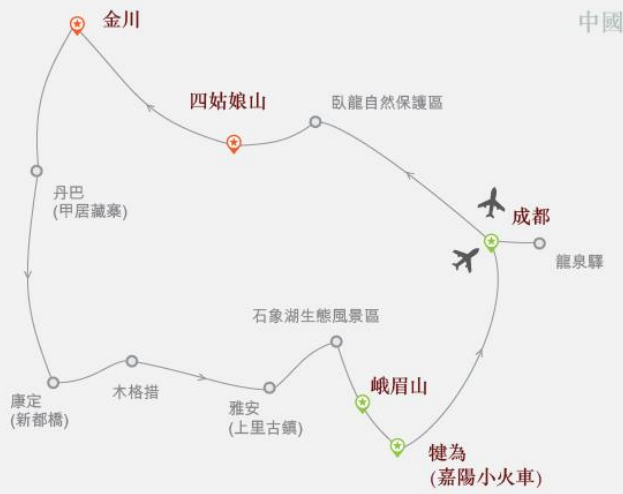 金川
中國
四姑娘山
臥龍自然保護區
丹巴
(甲居藏寨)
成都
龍泉驛
石象湖生態風景區
峨眉山
木格措
康定
(新都橋)
雅安
(上里古鎮)
犍為
(嘉陽小火車)